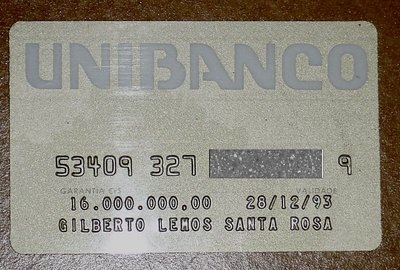 UNIBANCO
53409 327 9
GARANTIA Cr$ VALIDADE
16.000.000,00 28/12/93
GILBERTO LEMOS SANTA ROSA